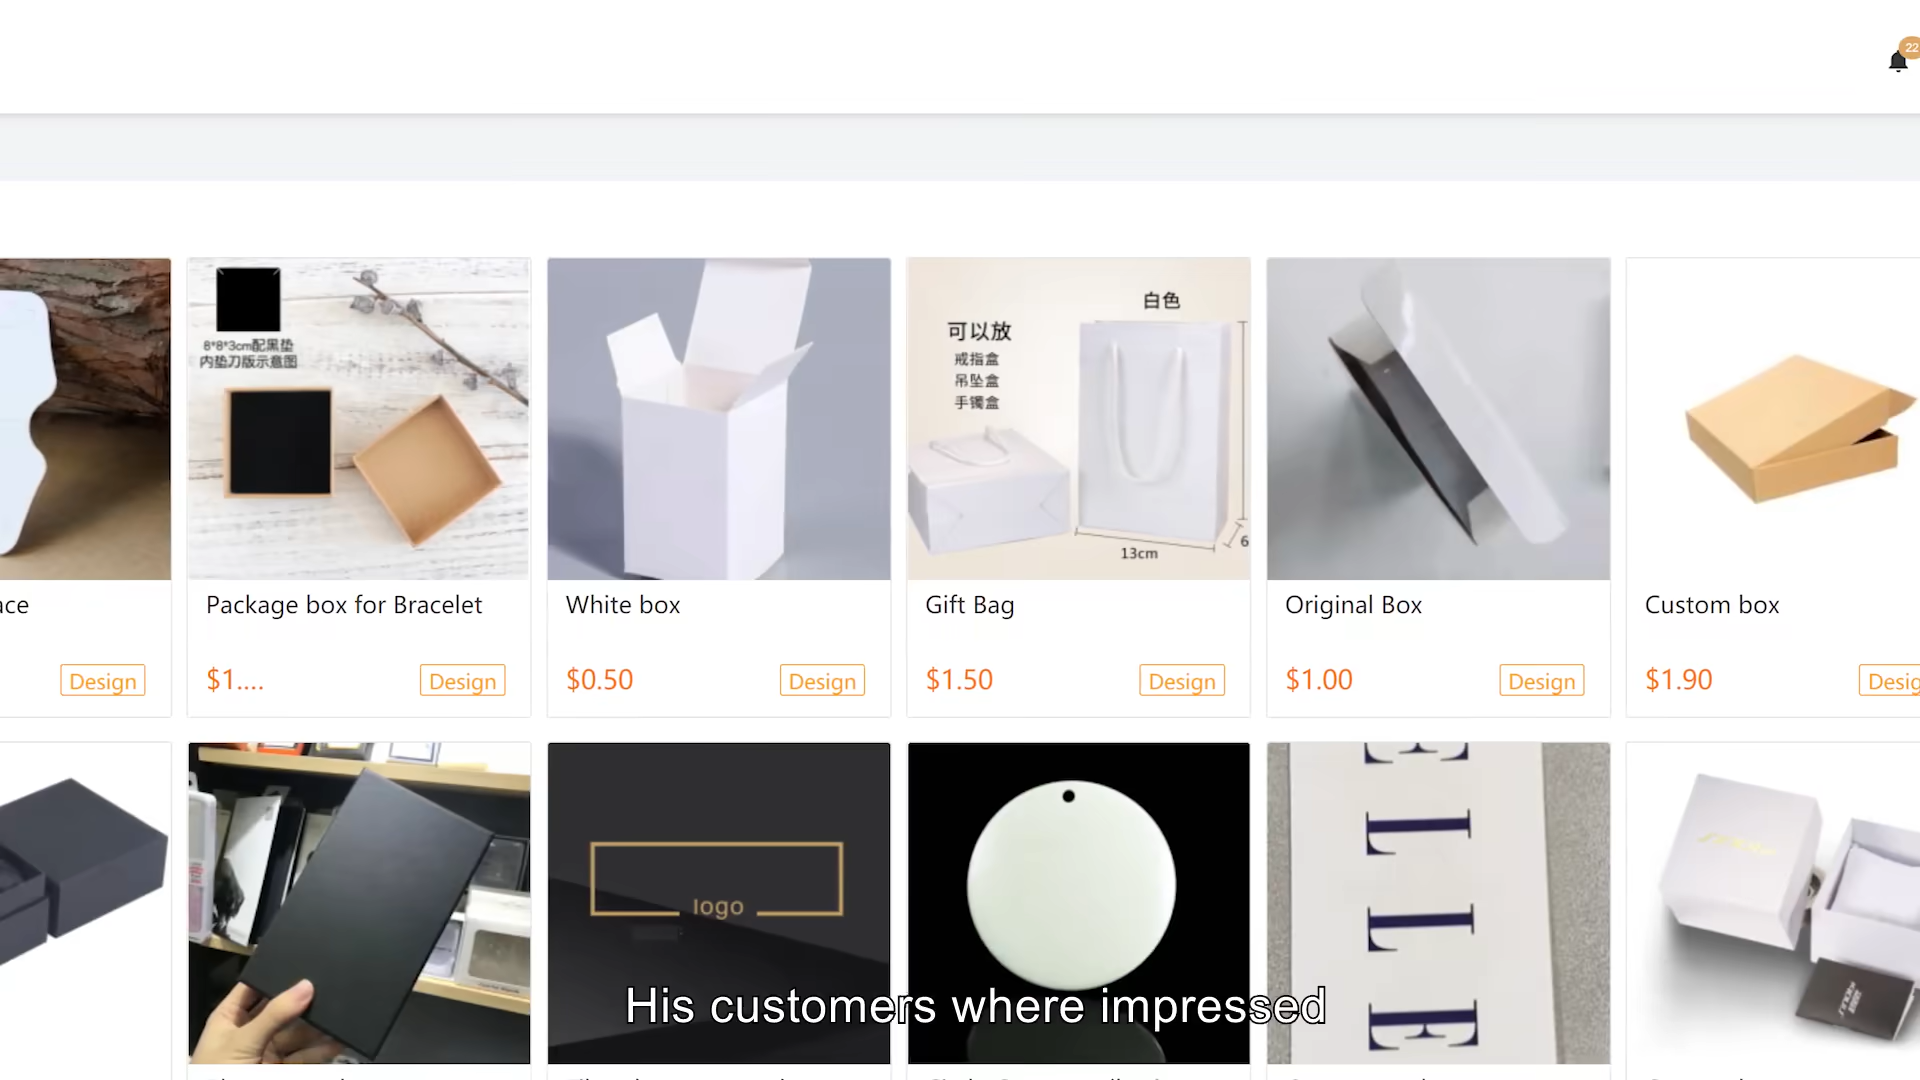 22
8*8*3cm配黑垫
内垫刀版示意图
白色
可以放
戒指盒
吊坠盒
手镯盒
13cm
6
ace
Package box for Bracelet
White box
Gift Bag
Original Box
Custom box
Design
$1....
Design
$0.50
Design
$1.50
Design
$1.00
Design
$1.90
Desig
logo
ELLE
His customers where impressed